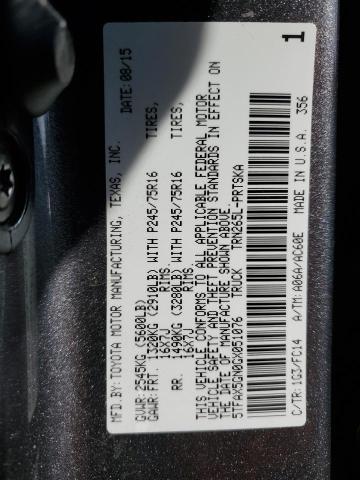 MFD.BY: TOYOTA MOTOR MANUFACTURING, TEXAS, INC. DATE: 08/15
GVWR: 2545KG (5600LB)
GAWR: FRT. 1320KG (2910LB) WITH P245/75R16 TIRES,
16X7J RIMS.
RR. 1490KG (3280LB) WITH P245/75R16 TIRES,
16X7J RIMS.
THIS VEHICLE CONFORMS TO ALL APPLICABLE FEDERAL MOTOR
VEHICLE SAFETY AND THEFT PREVENTION STANDARDS IN EFFECT ON
THE DATE OF MANUFACTURE SHOWN ABOVE.
5TFAX5GN0GX051076 TRUCK TRN265L-PRTSKA
C/TR: 1G3/FC14 A/TM: A06A/AC60E MADE IN U.S.A. 356
1